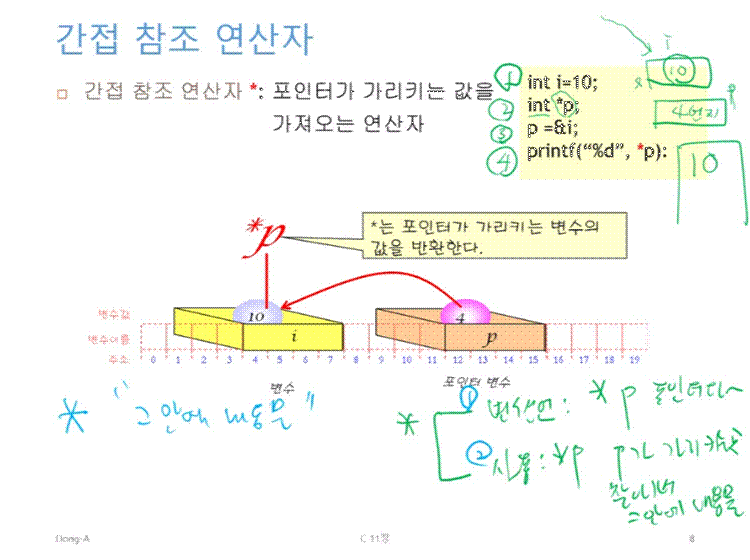 간접 참조 연산자
간접 참조 연산자 *: 포인터가 가리키는 값을
가져오는 연산자
① int i=10;
② int *p;
③ p =&i;
④ printf("%d", *p):
i
10
p
4번지
10
*p
*는 포인터가 가리키는 변수의
값을 반환한다.
변수값
10
4
변수이름
i
p
주소
0 1 2 3 4 5 6 7 8 9 10 11 12 13 14 15 16 17 18 19
변수
포인터 변수
* "그 안에 내용물"
*
① 변수선언: *p 포인터다~
② 사용: *p p가 가리키는
찾아가서
그안에 내용물
Dong-A
C 11장
8